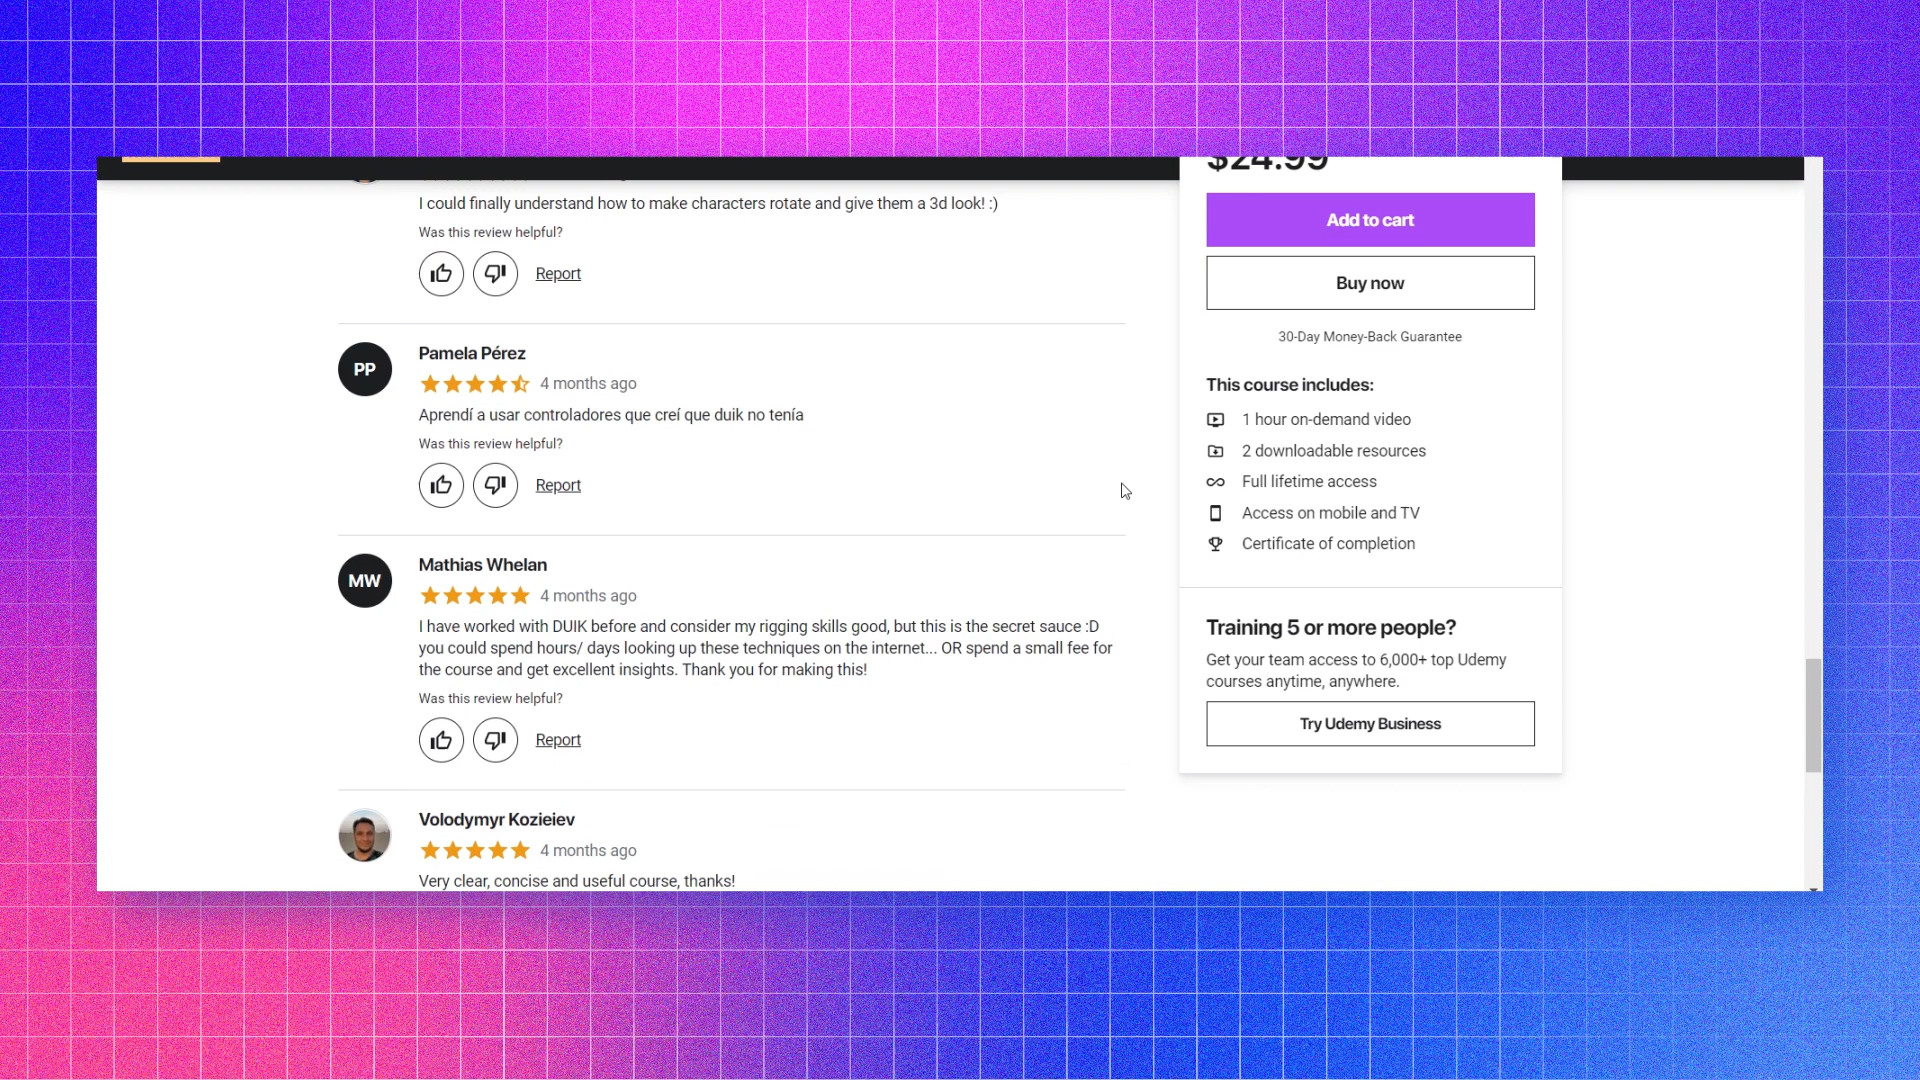 I could finally understand how to make characters rotate and give them a 3d look! :)
Was this review helpful?
Report
PP
Pamela Pérez
4 months ago
Aprendí a usar controladores que creí que duik no tenía
Was this review helpful?
Report
MW
Mathias Whelan
4 months ago
I have worked with DUIK before and consider my rigging skills good, but this is the secret sauce :D
you could spend hours/ days looking up these techniques on the internet... OR spend a small fee for
the course and get excellent insights. Thank you for making this!
Was this review helpful?
Report
Volodymyr Kozieiev
4 months ago
Very clear, concise and useful course, thanks!
$24.99
Add to cart
Buy now
30-Day Money-Back Guarantee
This course includes:
1 hour on-demand video
2 downloadable resources
Full lifetime access
Access on mobile and TV
Certificate of completion
Training 5 or more people?
Get your team access to 6,000+ top Udemy
courses anytime, anywhere.
Try Udemy Business